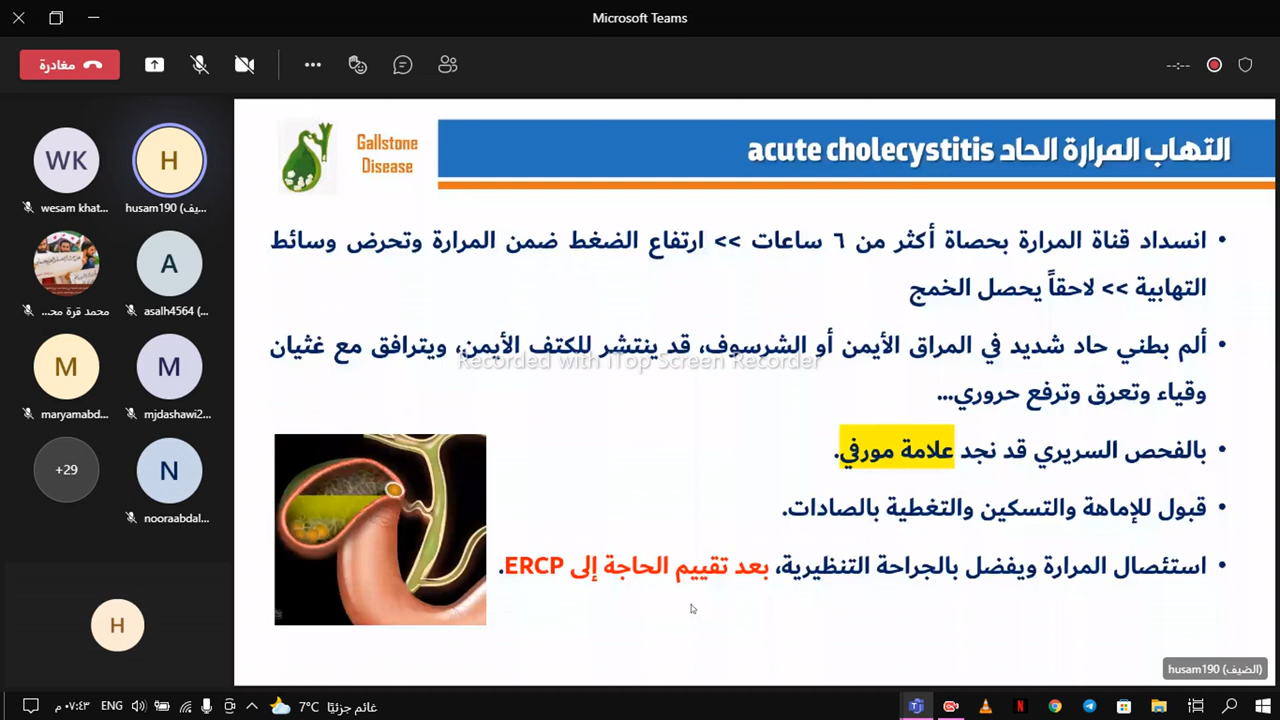 Microsoft Teams
مغادرة
--:--
WK
H
wesam khat...
husam190 (يف...
A
محمد قرة مح...
asalh4564 (...
M
M
maryamabd...
mjdashawi2...
+29
N
nooraabdal...
H
Gallstone
Disease
التهاب المرارة الحاد acute cholecystitis
• انسداد قناة المرارة بحصاة أكثر من ٦ ساعات >> ارتفاع الضغط ضمن المرارة وتحرض وسائط
التهابية >> لاحقاً يحصل الخمج
• ألم بطني حاد شديد في المراق الأيمن أو الشرسوف، قد ينتشر للكتف الأيمن، ويترافق مع غثيان
وقياء وتعرق وترفع حروري...
Recorded with iTop Screen Recorder
• بالفحص السريري قد نجد علامة مورفي.
• قبول للإماهة والتسكين والتغطية بالصادات.
• استئصال المرارة ويفضل بالجراحة التنظيرية، بعد تقييم الحاجة إلى ERCP.
husam190 (الضيف)
٠٧:٤٣ م
ENG
7°C غائم جزئيًا